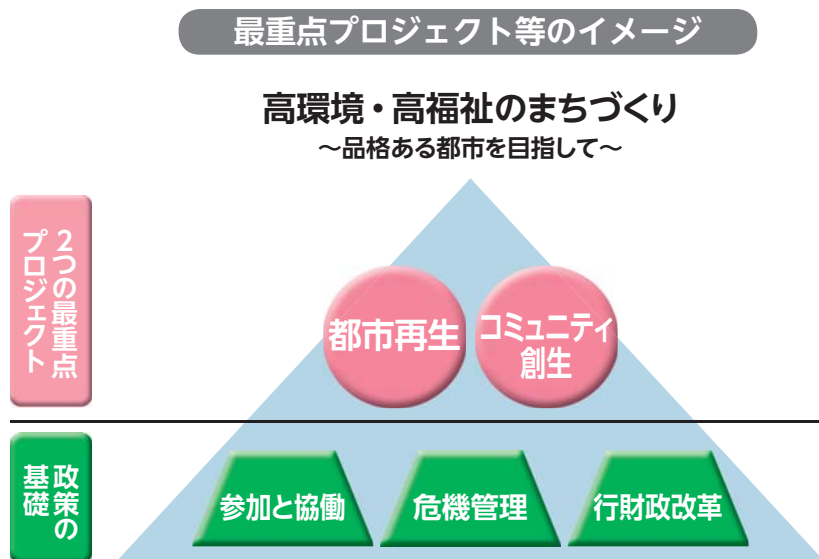 最重点プロジェクト等のイメージ
高環境・高福祉のまちづくり
～品格ある都市を目指して～
2つの最重点
プロジェクト
都市再生
コミュニティ
創生
政策の
基礎
参加と協働
危機管理
行財政改革